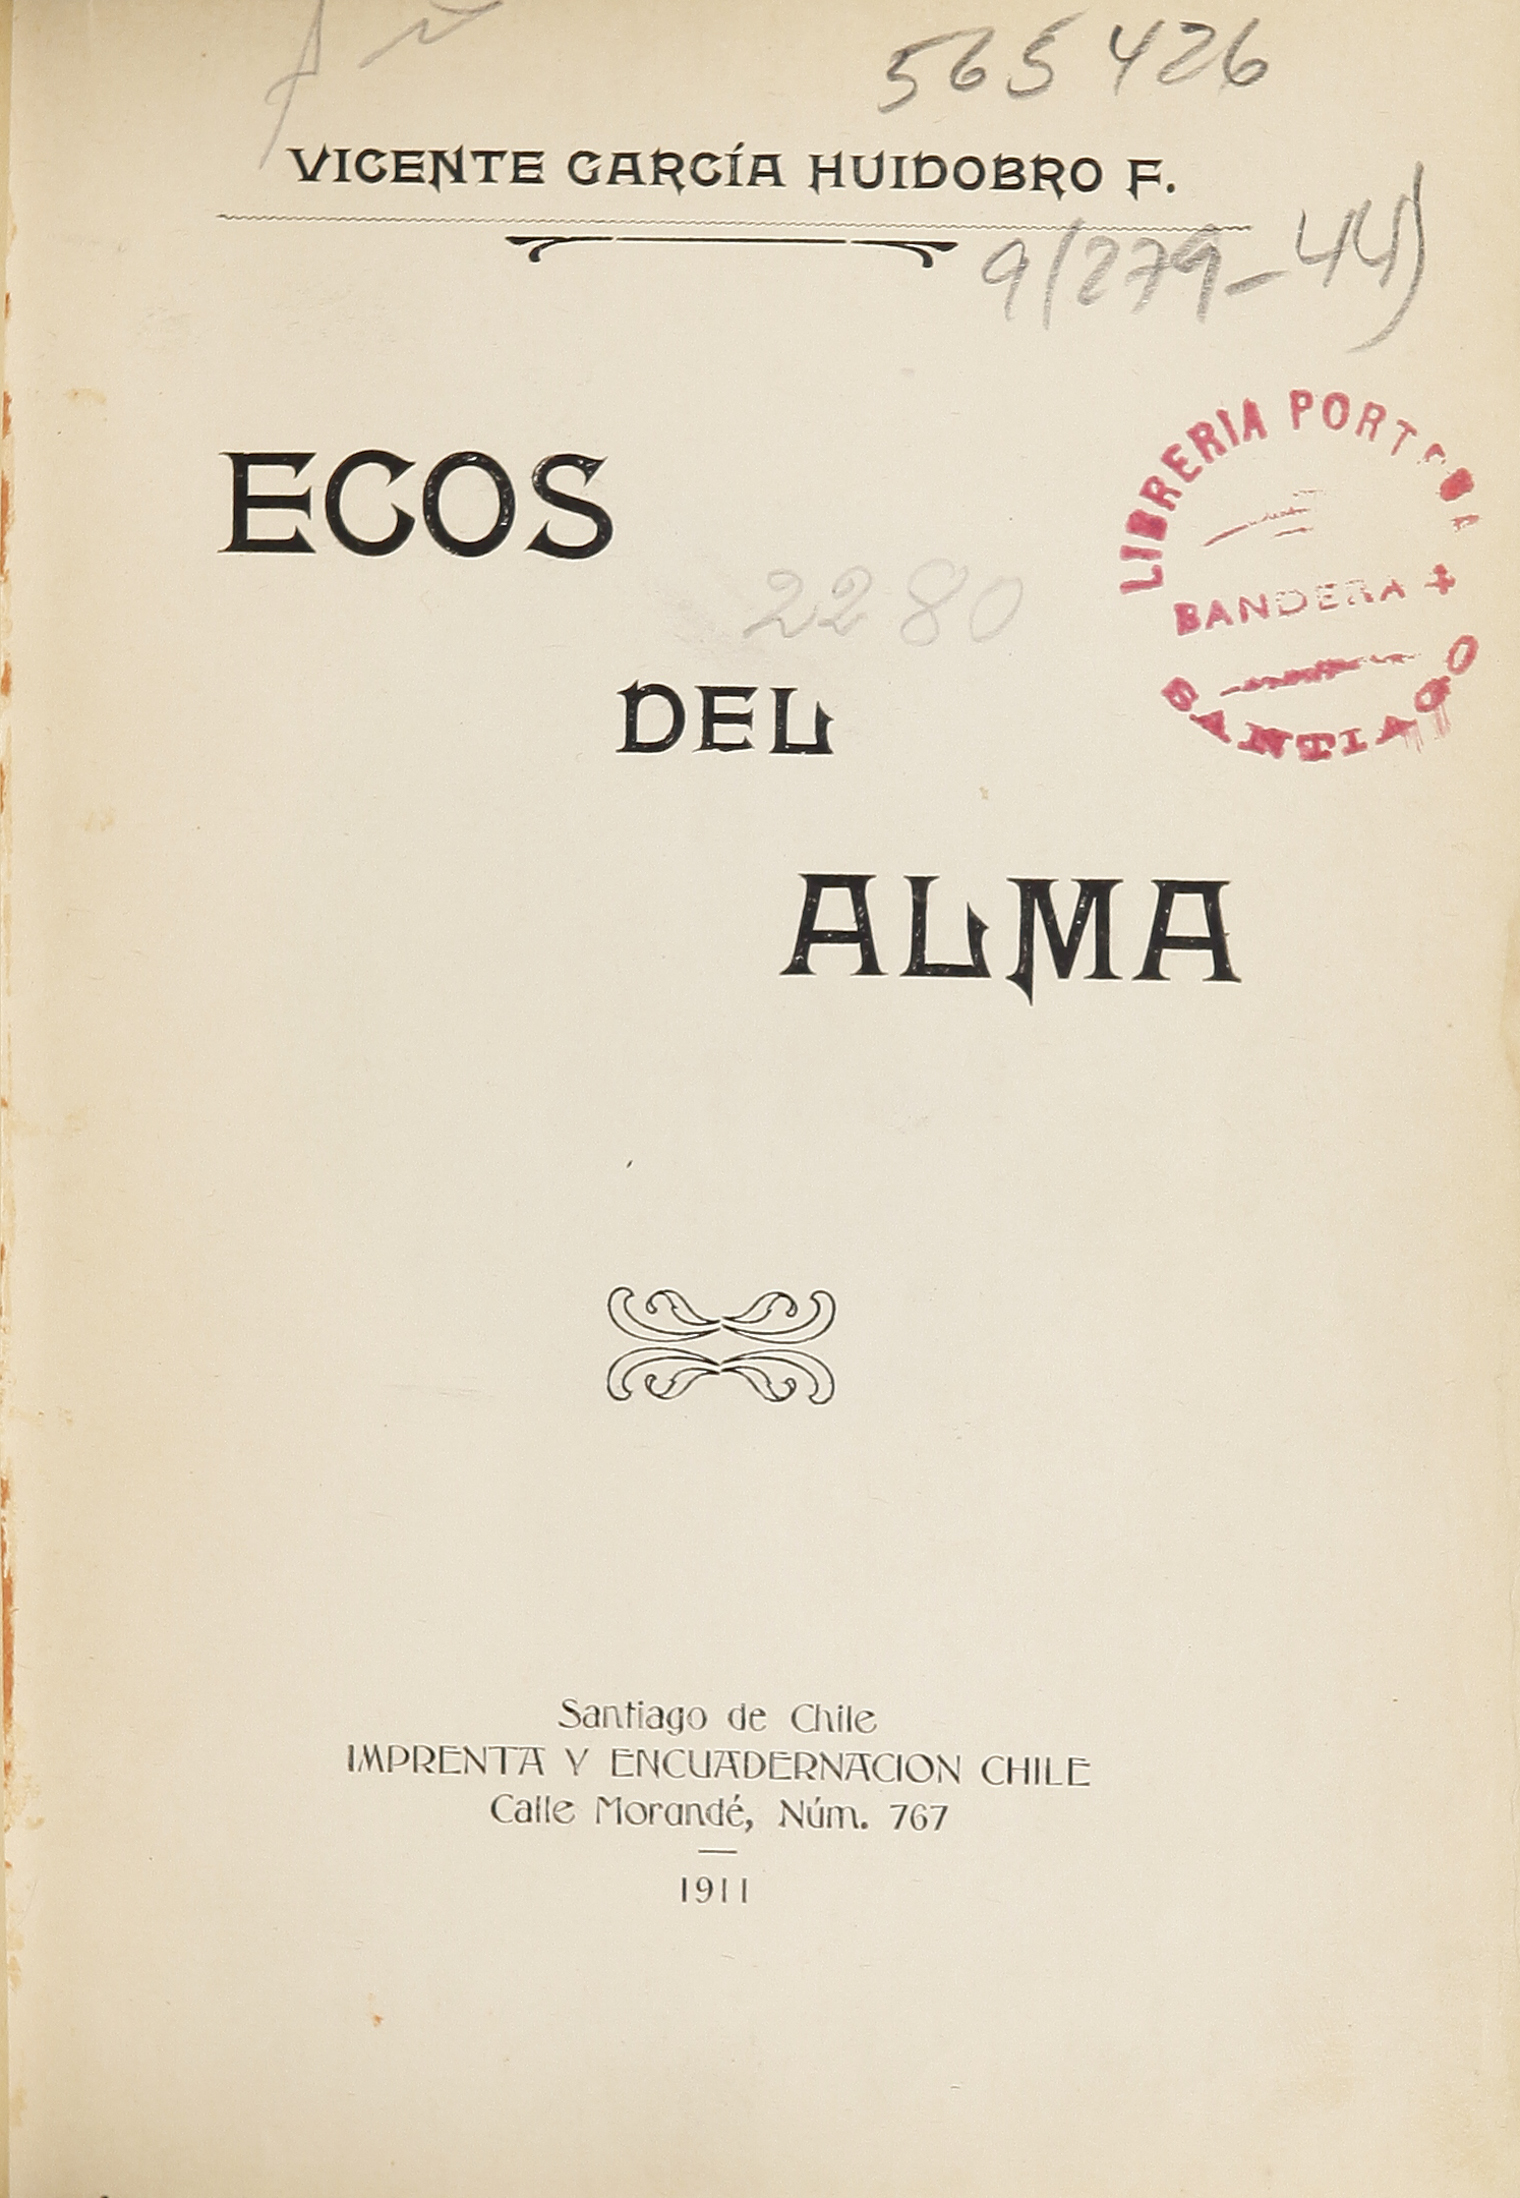 565426
VICENTE GARCÍA HUIDOBRO F.
9(279-44)
ECOS
LIBRERIA
BANDERA
SANTIAGO
2280
DEL
ALMA
Santiago de Chile
IMPRENTA Y ENCUADERNACION CHILE
Calle Morandé, Núm. 767
1911